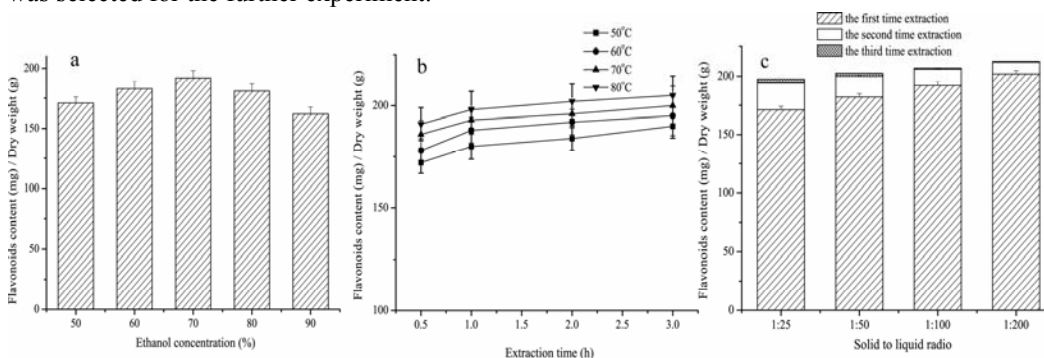 was selected for the further experiment.
a
Flavonoids content (mg) / Dry weight (g)
200
150
100
50
0
50 60 70 80 90
Ethanol concentration (%)
b
50°C
60°C
70°C
80°C
Flavonoids content (mg) / Dry weight (g)
200
150
100
0.5 1.0 1.5 2.0 2.5 3.0
Extraction time (h)
the first time extraction
the second time extraction
the third time extraction
c
Flavonoids content (mg) / Dry weight (g)
200
150
100
50
0
1:25 1:50 1:100 1:200
Solid to liquid radio